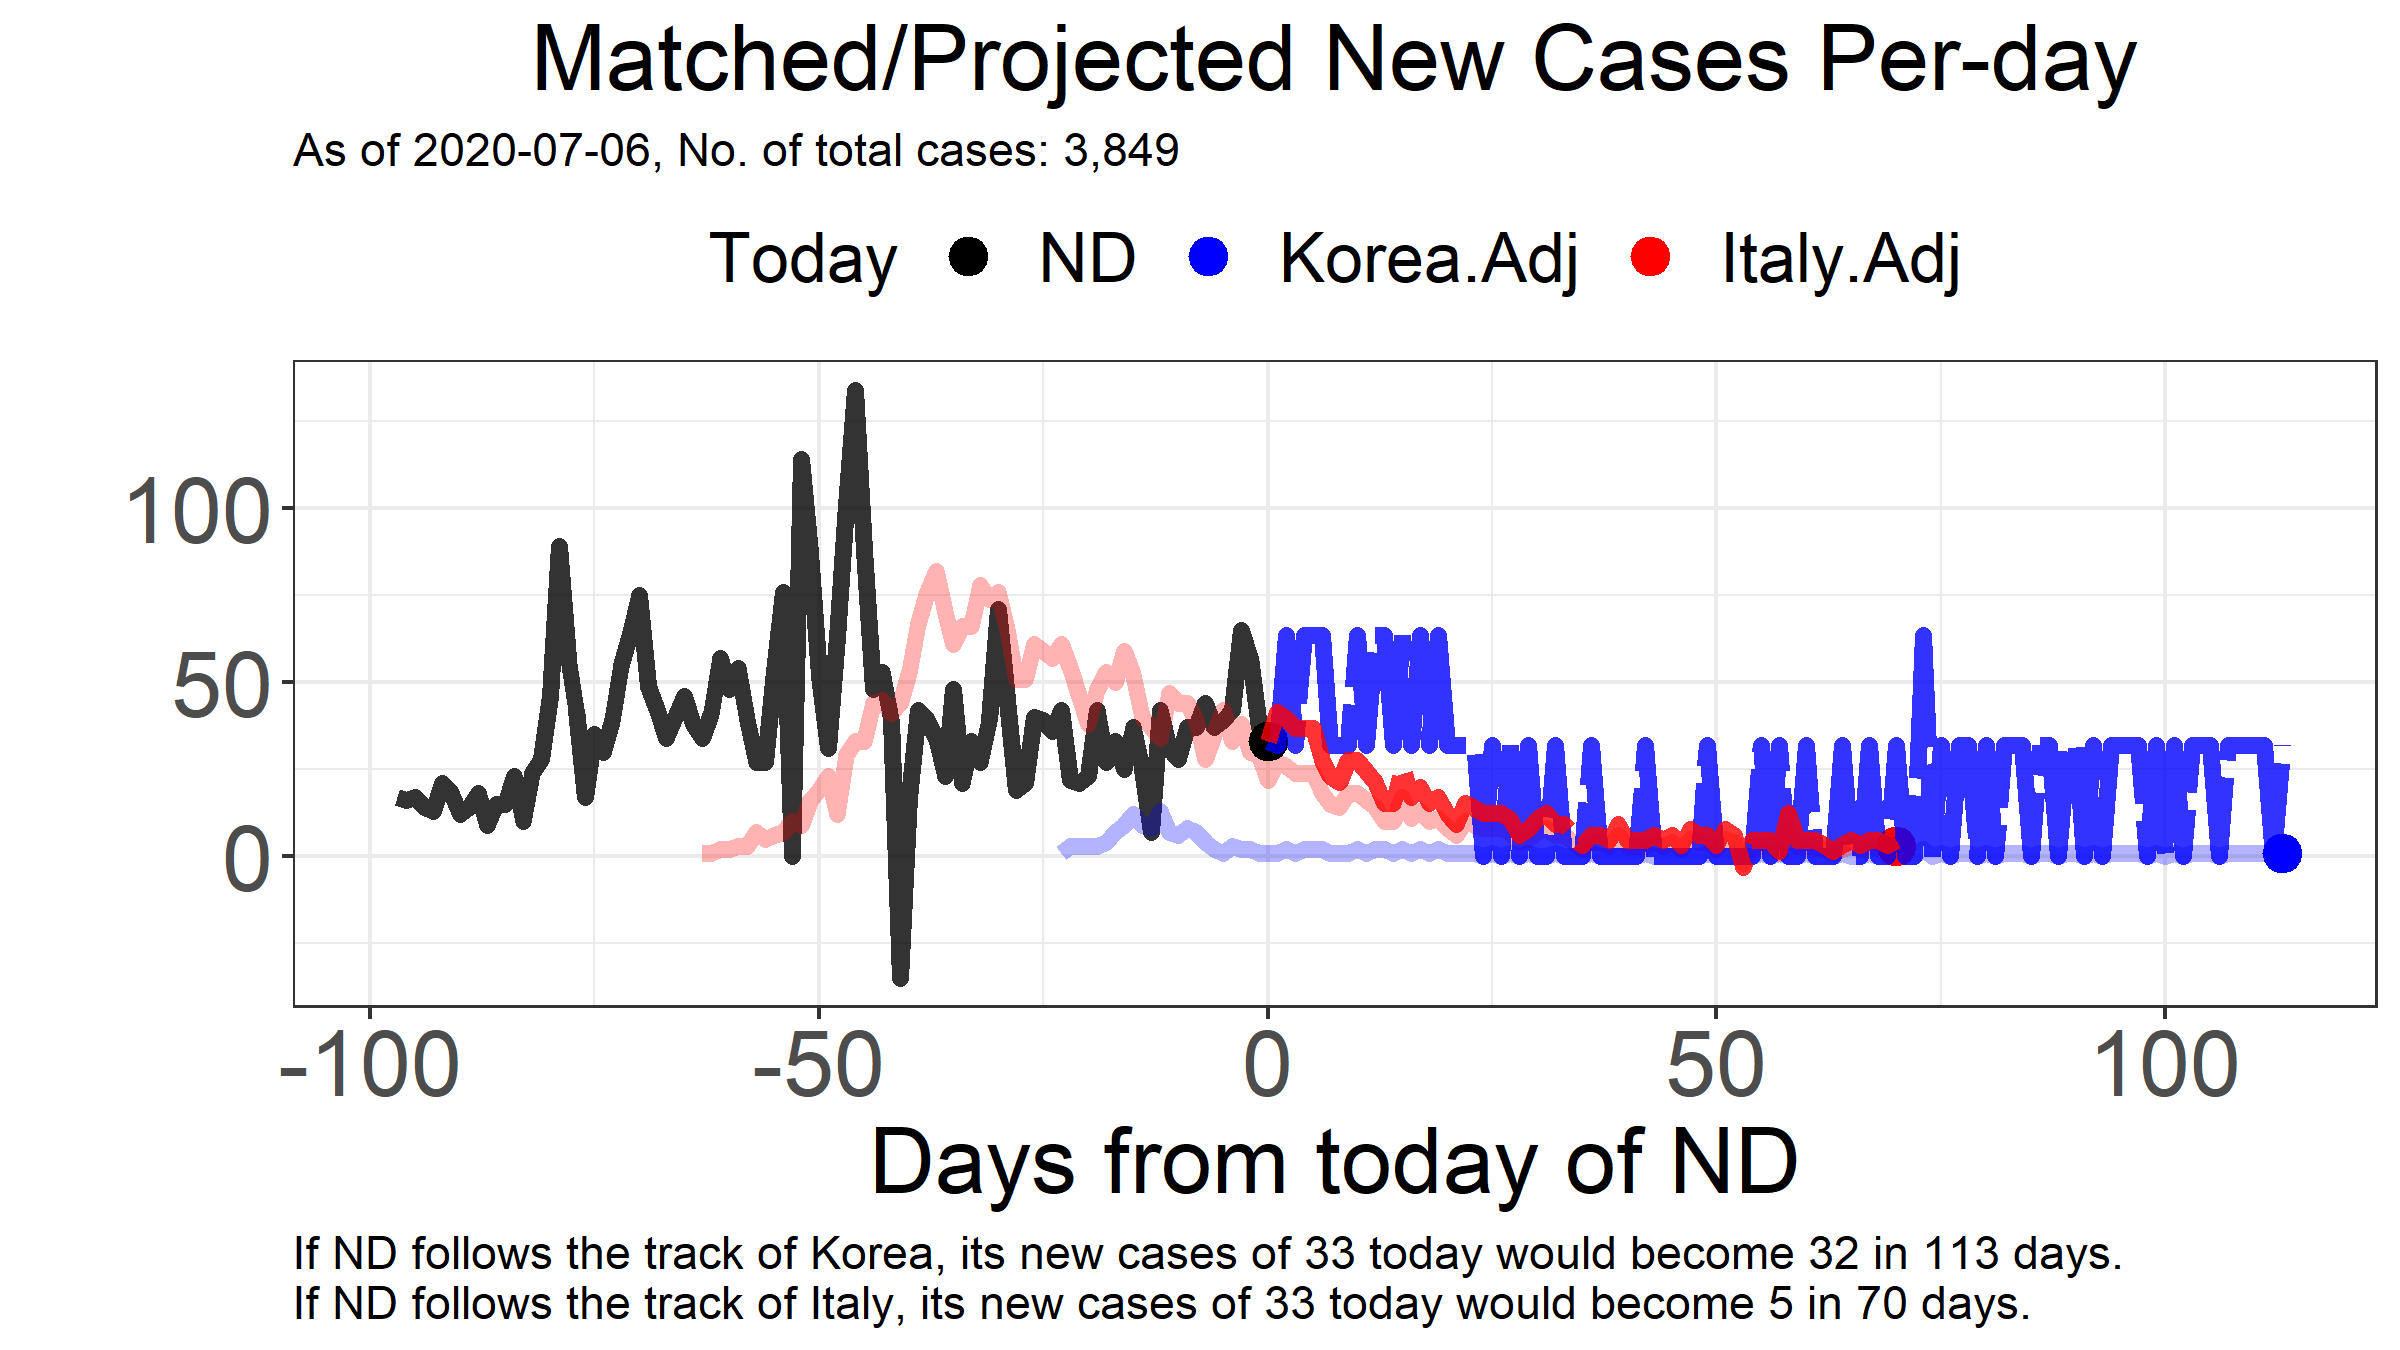 Matched/Projected New Cases Per-day
As of 2020-07-06, No. of total cases: 3,849
Today ND Korea.Adj Italy.Adj
100
50
0
-100 -50 0 50 100
Days from today of ND
If ND follows the track of Korea, its new cases of 33 today would become 32 in 113 days.
If ND follows the track of Italy, its new cases of 33 today would become 5 in 70 days.